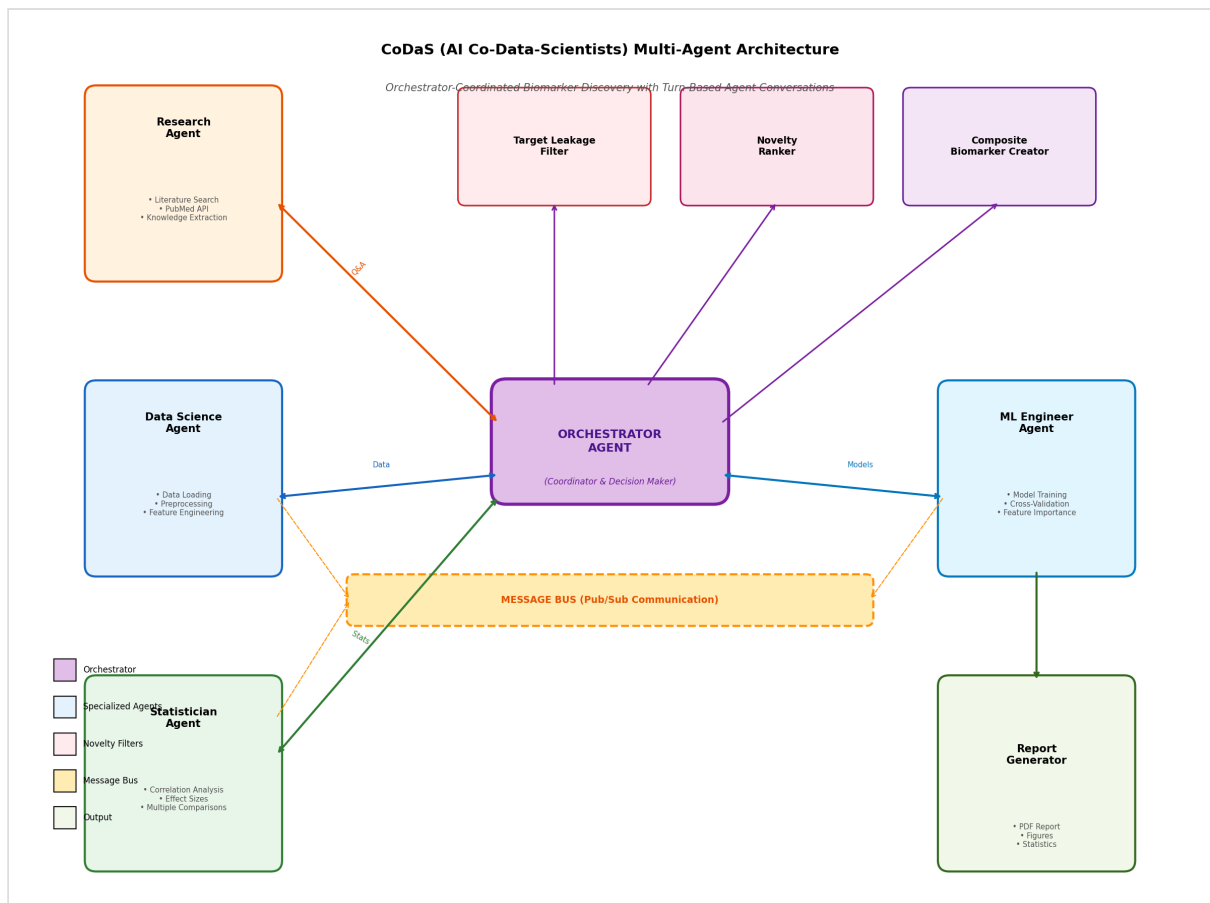 CoDaS (AI Co-Data-Scientists) Multi-Agent Architecture
Orchestrator-Coordinated Biomarker Discovery with Turn-Based Agent Conversations
Research
Agent
• Literature Search
• PubMed API
• Knowledge Extraction
Target Leakage
Filter
Novelty
Ranker
Composite
Biomarker Creator
Q&A
Data Science
Agent
• Data Loading
• Preprocessing
• Feature Engineering
Data
ORCHESTRATOR
AGENT
(Coordinator & Decision Maker)
Models
ML Engineer
Agent
• Model Training
• Cross-Validation
• Feature Importance
MESSAGE BUS (Pub/Sub Communication)
Stats
Orchestrator
Specialized Agents
Novelty Filters
Message Bus
Output
Statistician
Agent
• Correlation Analysis
• Effect Sizes
• Multiple Comparisons
Report
Generator
• PDF Report
• Figures
• Statistics